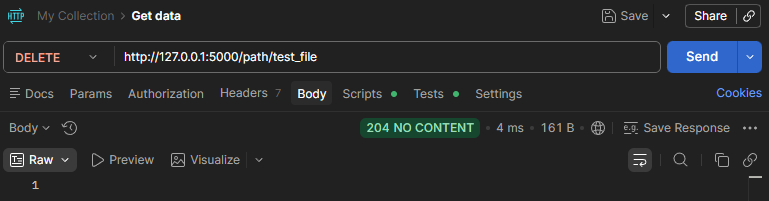 HTTP My Collection > Get data Save Share
DELETE http://127.0.0.1:5000/path/test_file Send
Docs Params Authorization Headers 7 Body Scripts Tests Settings Cookies
Body 204 NO CONTENT • 4 ms • 161 B e.g. Save Response
Raw Preview Visualize
1